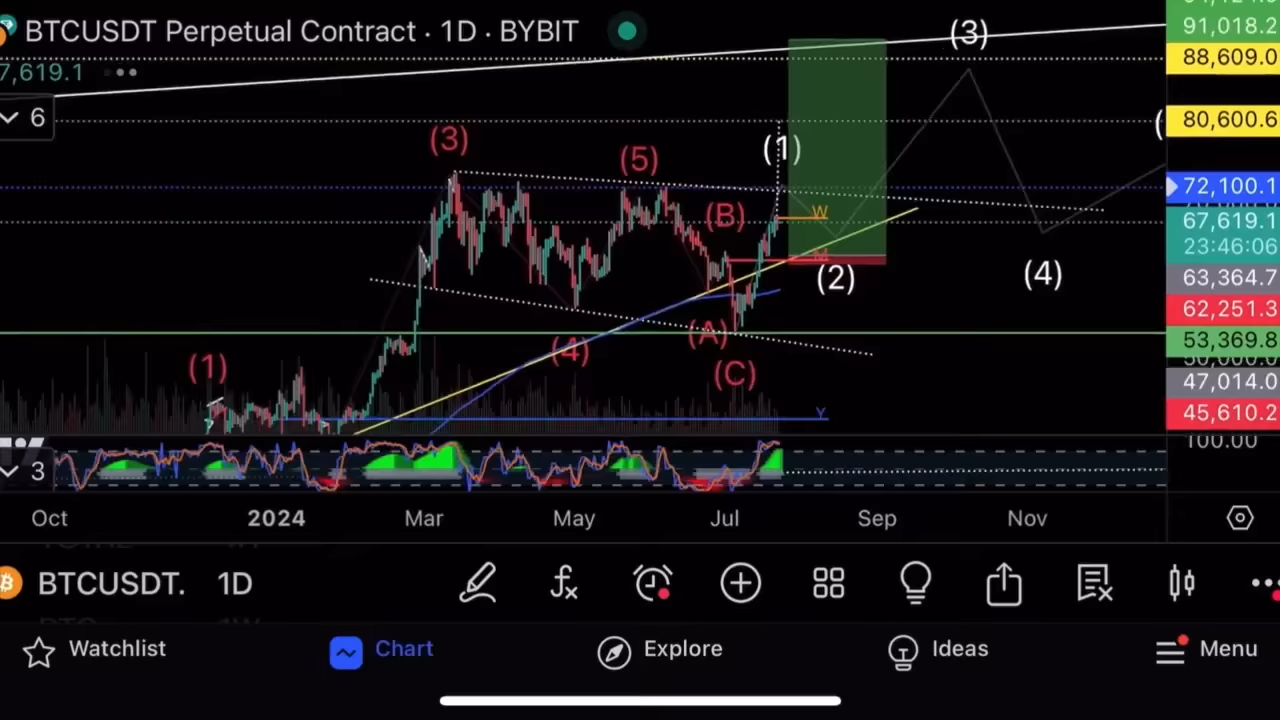 BTCUSDT Perpetual Contract · 1D · BYBIT
7,619.1
6
(3)
(3)
(5)
(1)
(B)
W
M
(2)
(4)
(A)
(4)
(C)
(1)
Y
91,018.2
88,609.0
80,600.6
72,100.1
67,619.1
23:46:06
63,364.7
62,251.3
53,369.8
47,014.0
45,610.2
100.00
3
Oct
2024
Mar
May
Jul
Sep
Nov
BTCUSDT. 1D
Watchlist
Chart
Explore
Ideas
Menu